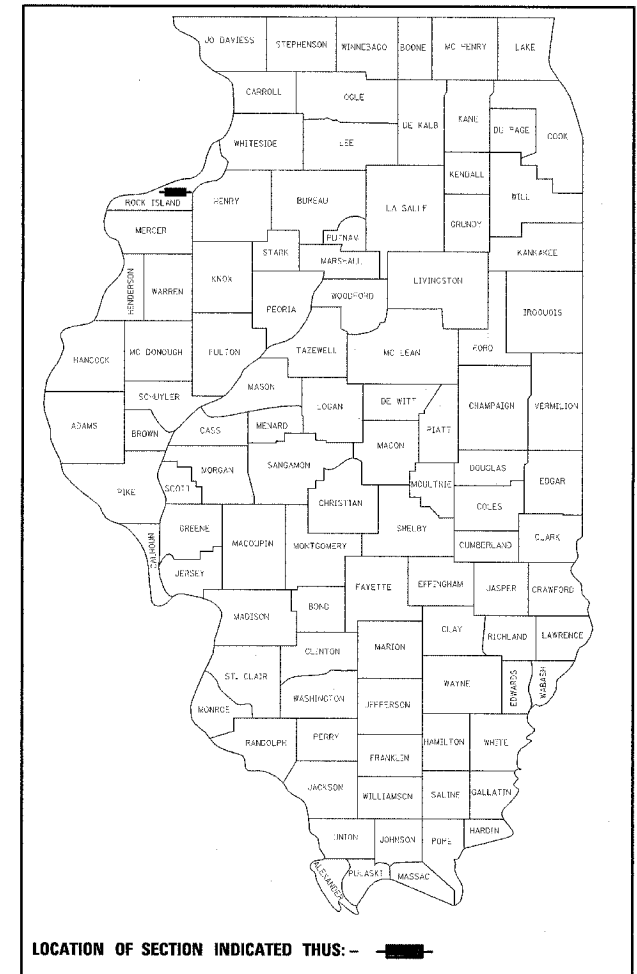 JO DAVIESS
STEPHENSON
WINNEBAGO
BOONE
MC HENRY
LAKE
CARROLL
OGLE
DE KALB
KANE
DU PAGE
COOK
WHITESIDE
LEE
KENDALL
WILL
ROCK ISLAND
HENRY
BUREAU
LA SALLE
GRUNDY
MERCER
PUTNAM
KANKAKEE
STARK
MARSHALL
LIVINGSTON
HENDERSON
WARREN
KNOX
PEORIA
WOODFORD
IROQUOIS
HANCOCK
MC DONOUGH
FULTON
TAZEWELL
MC LEAN
FORD
MASON
SCHUYLER
LOGAN
DE WITT
CHAMPAIGN
VERMILION
ADAMS
BROWN
CASS
MENARD
PIATT
MACON
MORGAN
SANGAMON
DOUGLAS
EDGAR
PIKE
SCOTT
MOULTRIE
CHRISTIAN
COLES
GREENE
SHELBY
CALHOUN
MACOUPIN
MONTGOMERY
CUMBERLAND
CLARK
JERSEY
FAYETTE
EFFINGHAM
JASPER
CRAWFORD
BOND
MADISON
CLAY
RICHLAND
LAWRENCE
CLINTON
MARION
ST. CLAIR
WAYNE
EDWARDS
WABASH
WASHINGTON
JEFFERSON
MONROE
RANDOLPH
PERRY
HAMILTON
WHITE
FRANKLIN
JACKSON
WILLIAMSON
SALINE
GALLATIN
UNION
JOHNSON
POPE
HARDIN
ALEXANDER
PULASKI
MASSAC
LOCATION OF SECTION INDICATED THUS: –